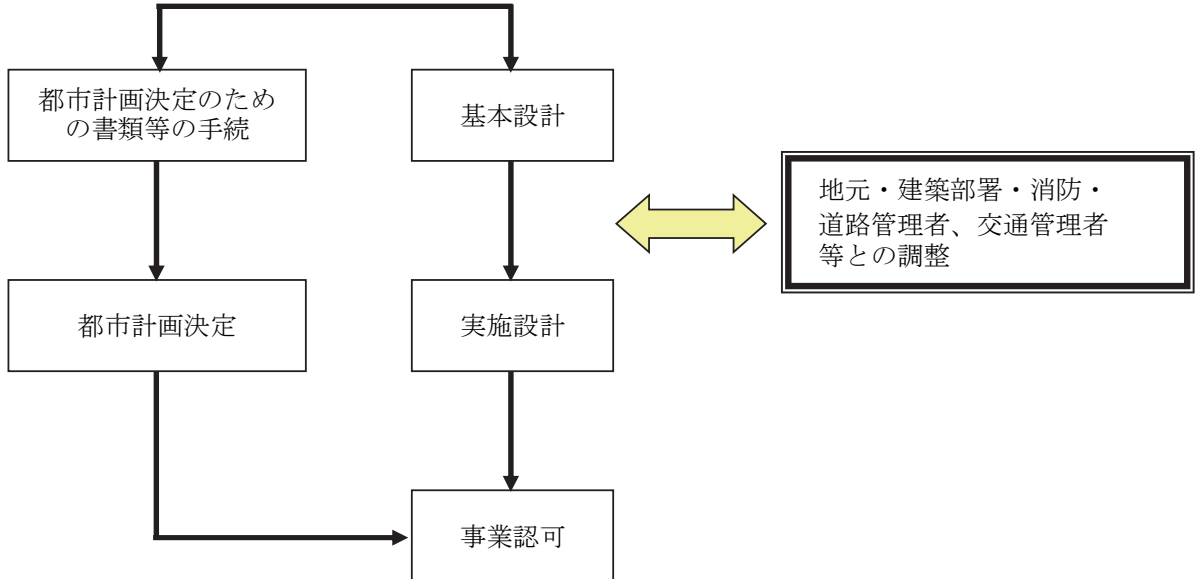 都市計画決定のため
の書類等の手続
基本設計
地元・建築部署・消防・
道路管理者、交通管理者
等との調整
都市計画決定
実施設計
事業認可